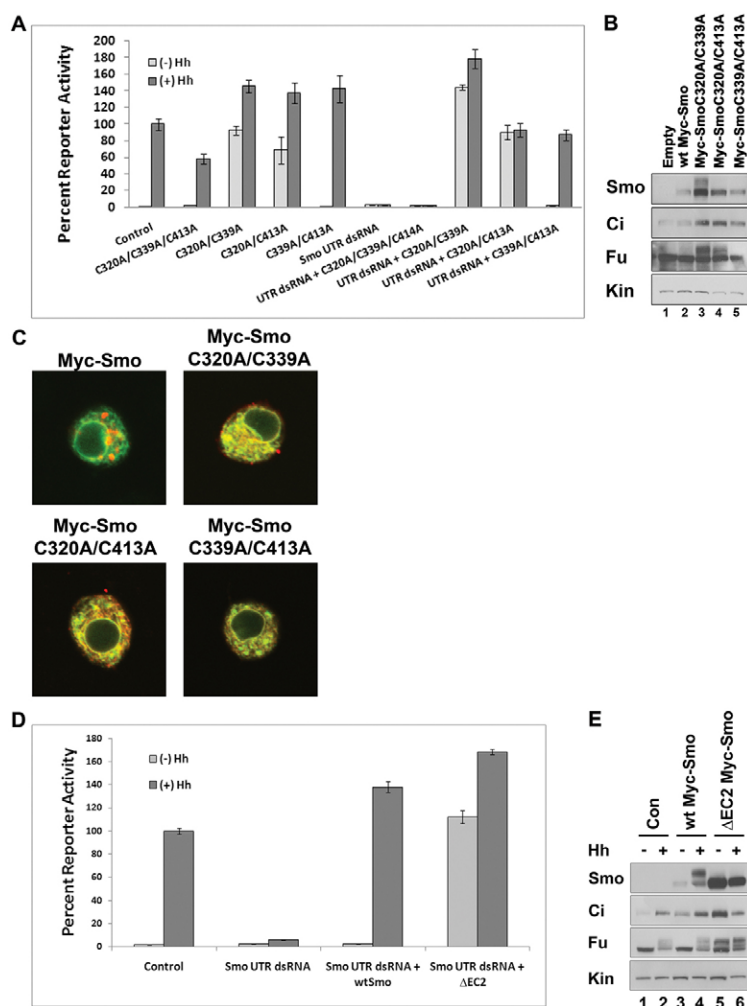 A
Percent Reporter Activity
200
180
160
140
120
100
80
60
40
20
0
(-) Hh
(+) Hh
Control
C320A/C339A/C413A
C320A/C339A
C320A/C413A
C339A/C413A
Smo UTR dsRNA
UTR dsRNA + C320A/C339A/C414A
UTR dsRNA + C320A/C339A
UTR dsRNA + C320A/C413A
UTR dsRNA + C339A/C413A
B
Empty
wt Myc-Smo
Myc-SmoC320A/C339A
Myc-SmoC320A/C413A
Myc-SmoC339A/C413A
Smo
Ci
Fu
Kin
1 2 3 4 5
C
Myc-Smo
Myc-Smo
C320A/C339A
Myc-Smo
C320A/C413A
Myc-Smo
C339A/C413A
D
Percent Reporter Activity
180
160
140
120
100
80
60
40
20
0
(-) Hh
(+) Hh
Control
Smo UTR dsRNA
Smo UTR dsRNA +
wtSmo
Smo UTR dsRNA +
ΔEC2
E
Con
wt Myc-Smo
ΔEC2 Myc-Smo
Hh - + - + - +
Smo
Ci
Fu
Kin
1 2 3 4 5 6